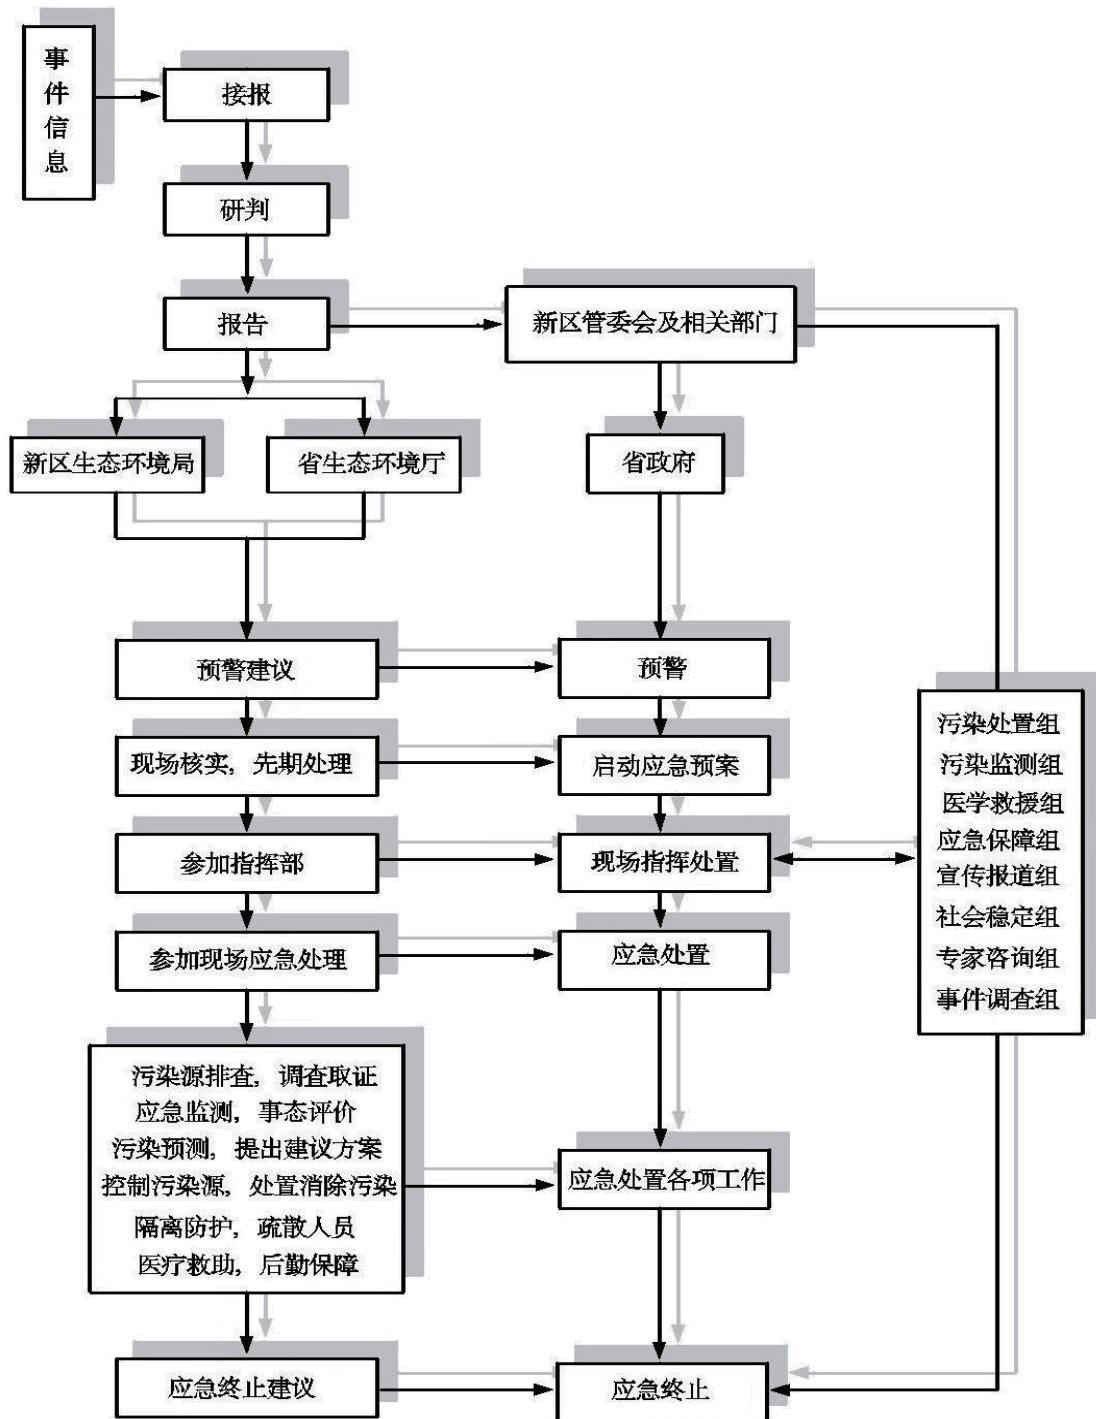 事
件
信
息
接报
研判
报告
新区管委会及相关部门
新区生态环境局
省生态环境厅
省政府
预警建议
预警
现场核实，先期处理
启动应急预案
参加指挥部
现场指挥处置
参加现场应急处理
应急处置
污染处置组
污染监测组
医学救援组
应急保障组
宣传报道组
社会稳定组
专家咨询组
事件调查组
污染源排查，调查取证
应急监测，事态评价
污染预测，提出建议方案
控制污染源，处置消除污染
隔离防护，疏散人员
医疗救助，后勤保障
应急处置各项工作
应急终止建议
应急终止